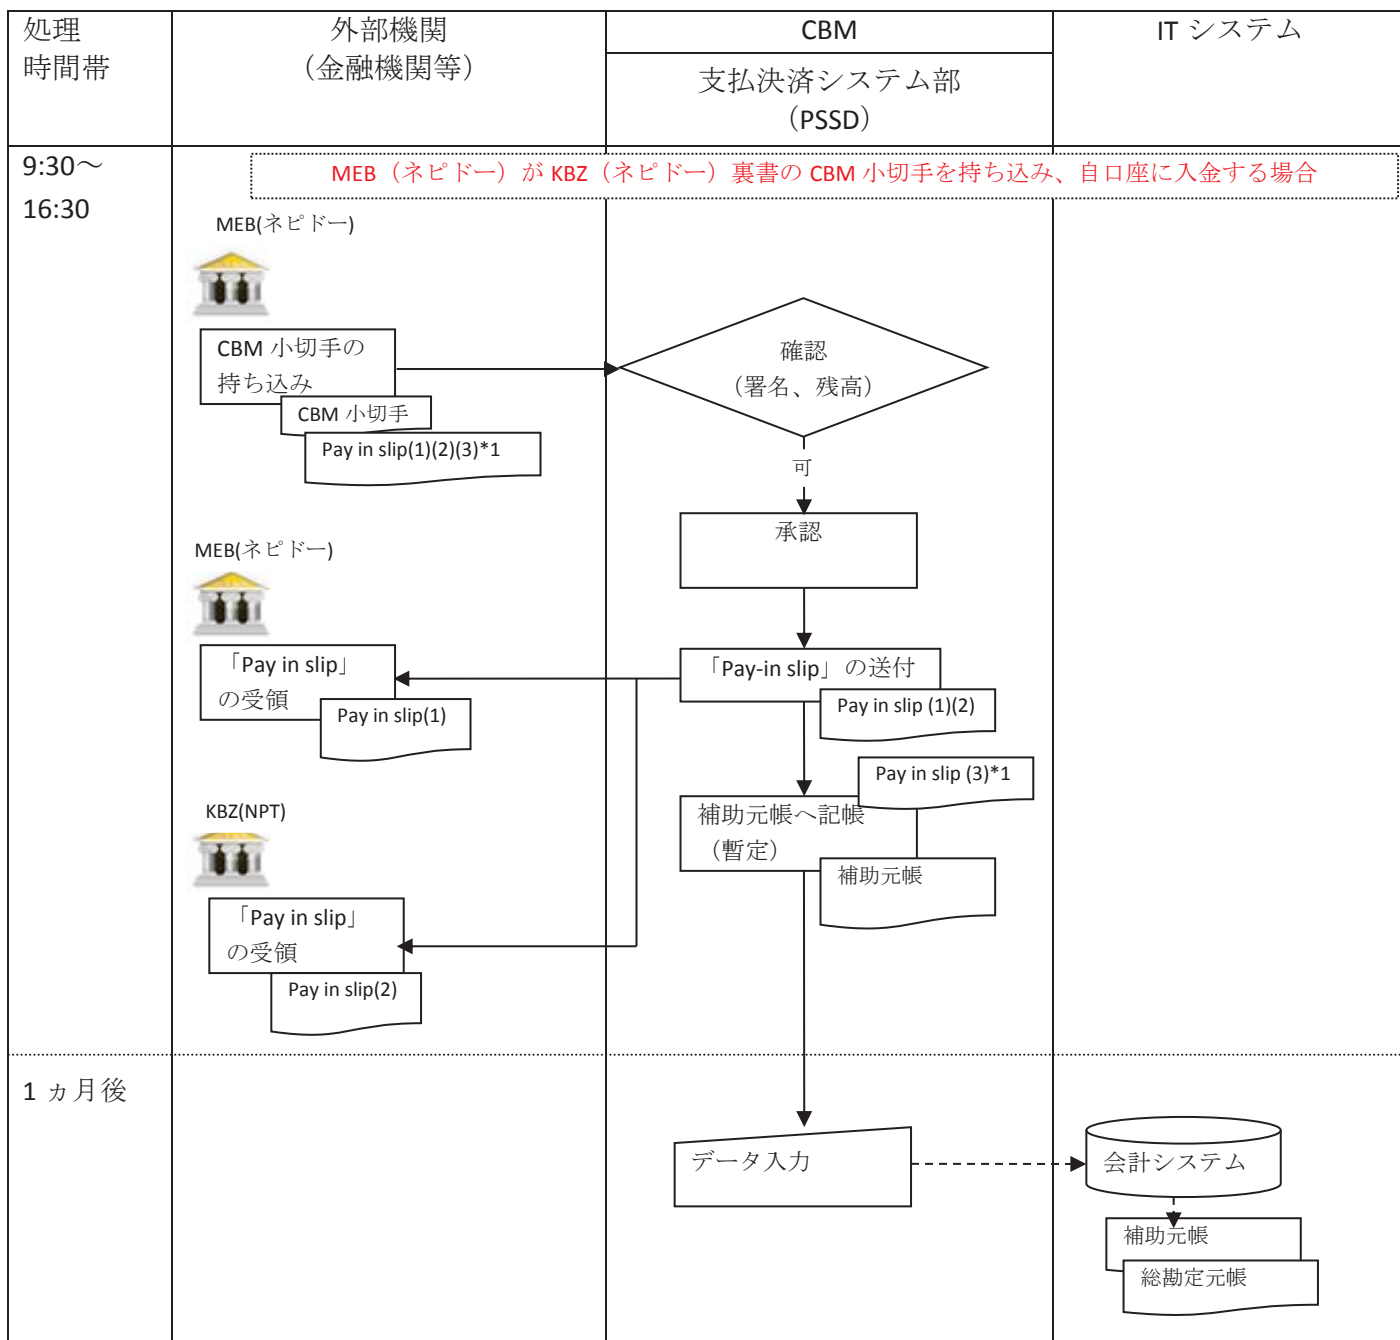 処理
時間帯
外部機関
（金融機関等）
CBM
支払決済システム部
（PSSD）
IT システム
9:30～
16:30
MEB（ネピドー）が KBZ（ネピドー）裏書の CBM 小切手を持ち込み、自口座に入金する場合
MEB(ネピドー)
CBM 小切手の
持ち込み
CBM 小切手
Pay in slip(1)(2)(3)*1
確認
（署名、残高）
可
承認
MEB(ネピドー)
「Pay in slip」
の受領
Pay in slip(1)
「Pay-in slip」の送付
Pay in slip (1)(2)
Pay in slip (3)*1
補助元帳へ記帳
（暫定）
補助元帳
KBZ(NPT)
「Pay in slip」
の受領
Pay in slip(2)
1 ヵ月後
データ入力
会計システム
補助元帳
総勘定元帳